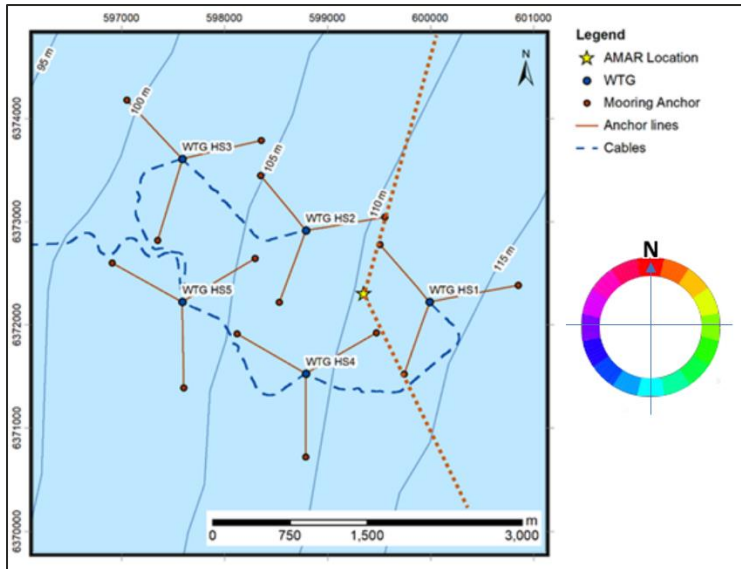 597000 598000 599000 600000 601000
95 m
100 m
105 m
110 m
115 m
N
6374000
6373000
6372000
6371000
6370000
WTG HS3
WTG HS2
WTG HS5
WTG HS1
WTG HS4
m
0 750 1,500 3,000
Legend
AMAR Location
WTG
Mooring Anchor
Anchor lines
Cables
N